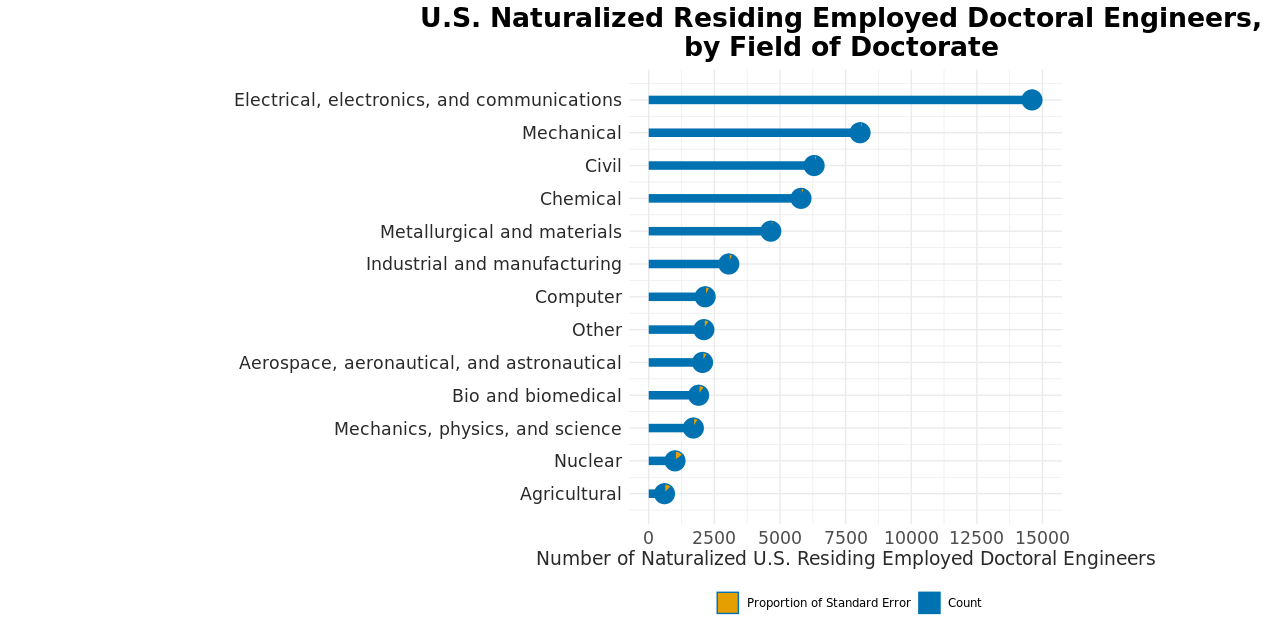 U.S. Naturalized Residing Employed Doctoral Engineers,
by Field of Doctorate
Electrical, electronics, and communications
Mechanical
Civil
Chemical
Metallurgical and materials
Industrial and manufacturing
Computer
Other
Aerospace, aeronautical, and astronautical
Bio and biomedical
Mechanics, physics, and science
Nuclear
Agricultural
0 2500 5000 7500 10000 12500 15000
Number of Naturalized U.S. Residing Employed Doctoral Engineers
Proportion of Standard Error Count